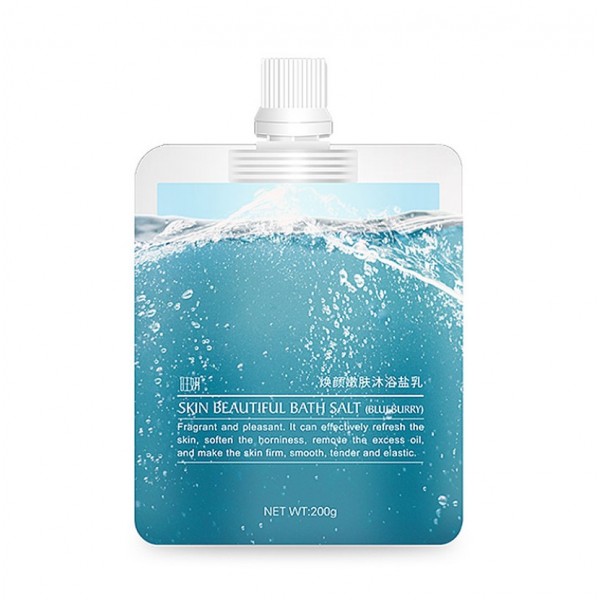 焕颜嫩肤沐浴盐乳
SKIN BEAUTIFUL BATH SALT (BLUEBURRY)
Fragrant and pleasant. It can effectively refresh the
skin, soften the horniness, remove the excess oil,
and make the skin firm, smooth, tender and elastic.
NET WT:200g